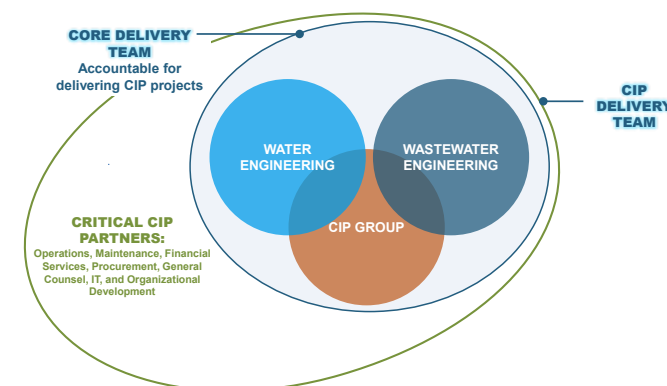 CORE DELIVERY
TEAM
Accountable for
delivering CIP projects
CIP
DELIVERY
TEAM
WATER
ENGINEERING
WASTEWATER
ENGINEERING
CIP GROUP
CRITICAL CIP
PARTNERS:
Operations, Maintenance, Financial
Services, Procurement, General
Counsel, IT, and Organizational
Development